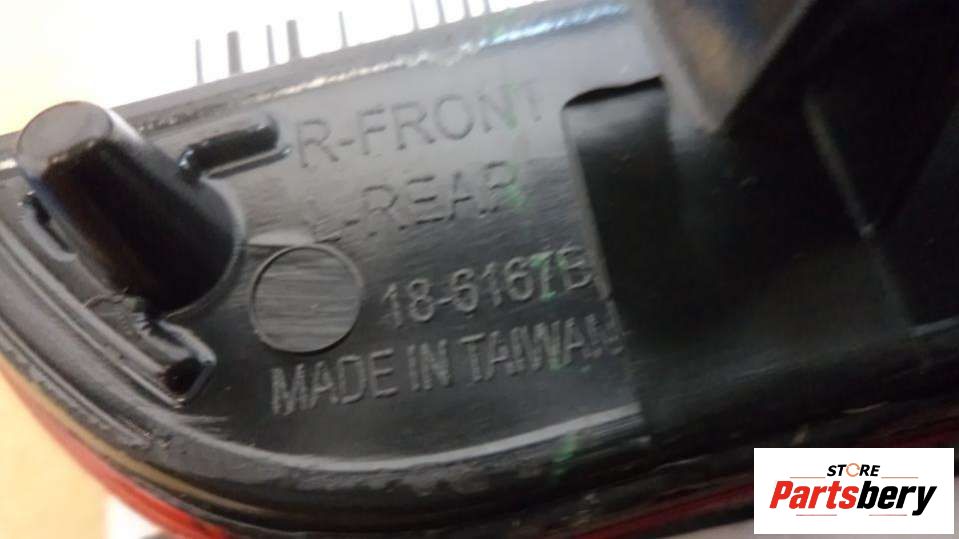 R-FRONT
L-REAR
18-6167B
MADE IN TAIWAN
STORE
Partsbery